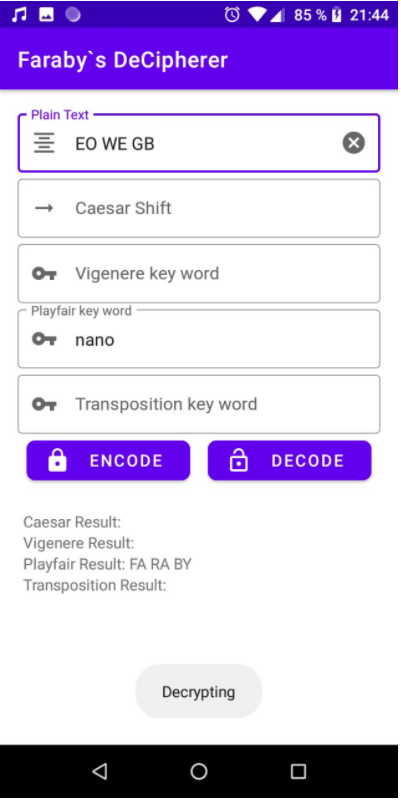 85 % 21:44
Faraby`s DeCipherer
Plain Text
EO WE GB
Caesar Shift
Vigenere key word
Playfair key word
nano
Transposition key word
ENCODE DECODE
Caesar Result:
Vigenere Result:
Playfair Result: FA RA BY
Transposition Result:
Decrypting